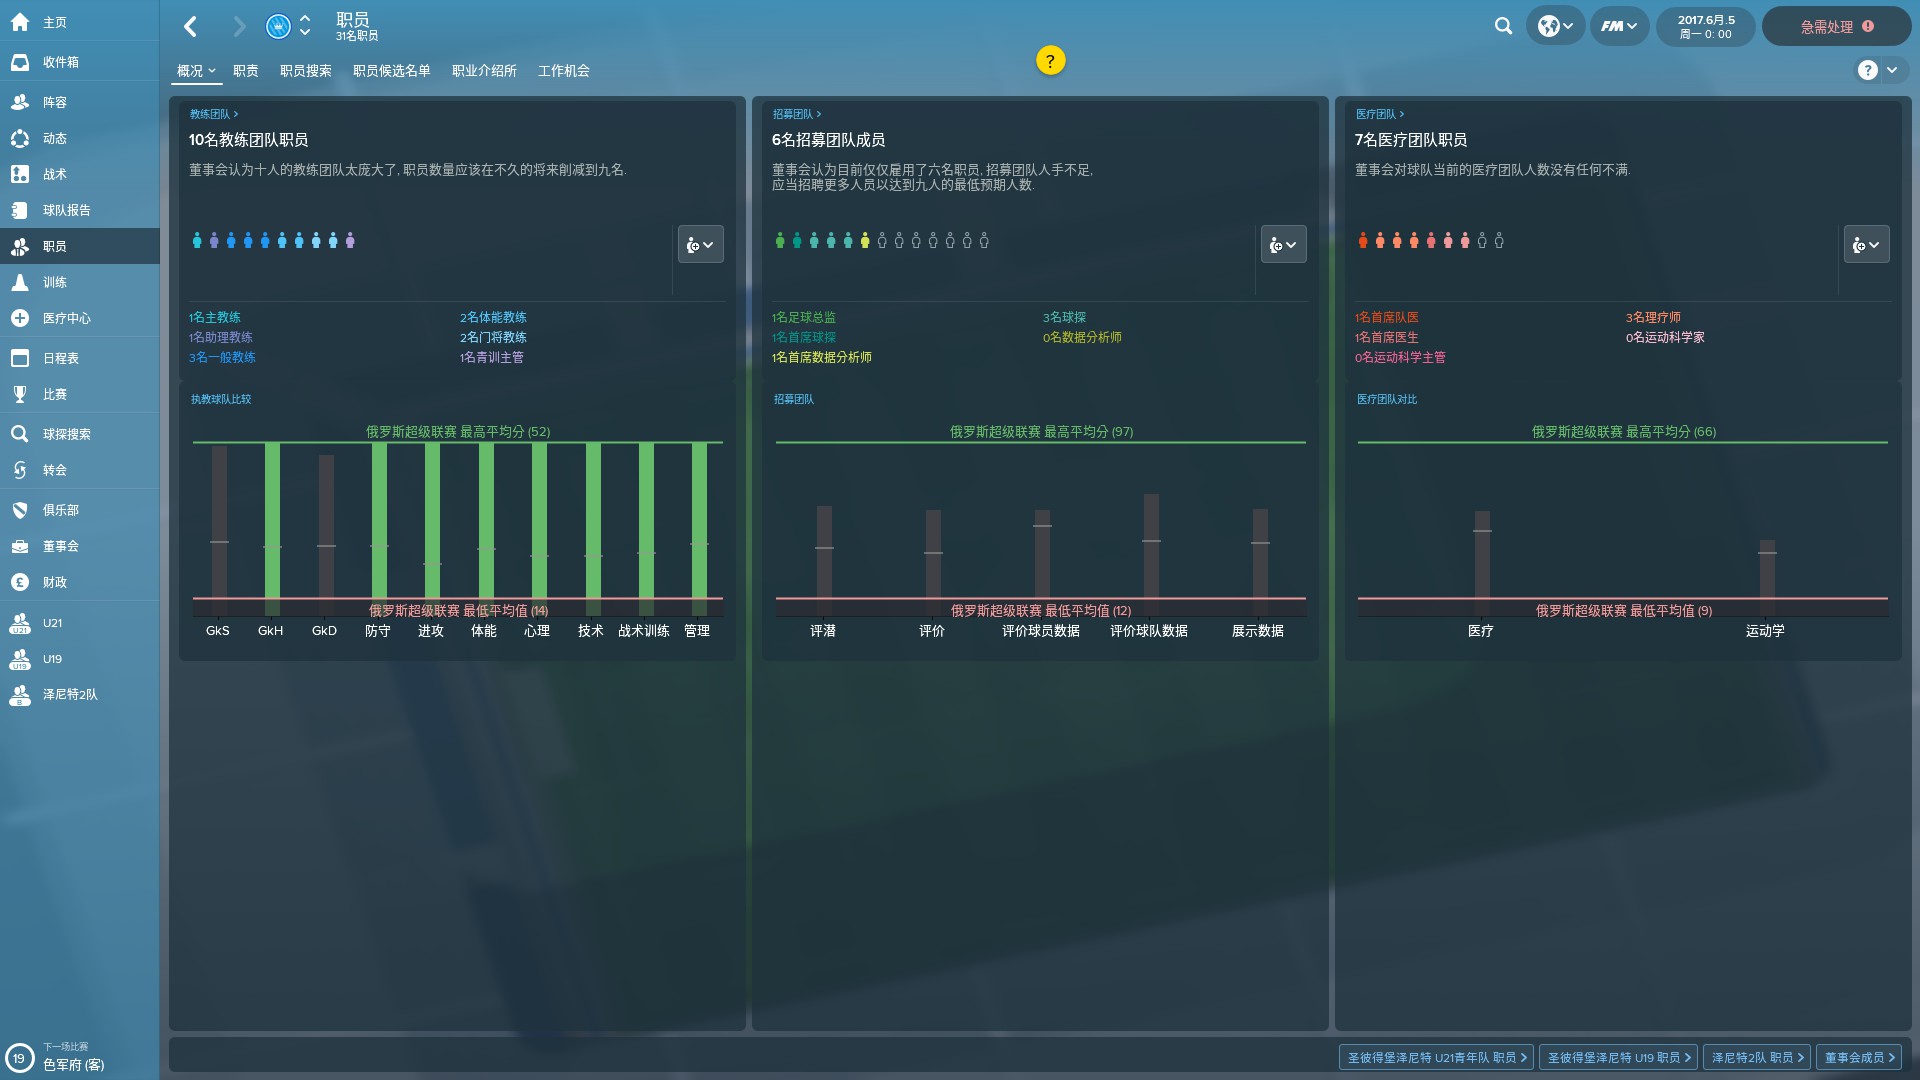 主页
收件箱
阵容
动态
战术
球队报告
职员
训练
医疗中心
日程表
比赛
球探搜索
转会
俱乐部
董事会
财政
U21
U21
U19
U19
B
泽尼特2队
19
下一场比赛
色军府 (客)
职员
31名职员
FM
2017.6月.5
周一 0: 00
急需处理
概况
职责
职员搜索
职员候选名单
职业介绍所
工作机会
?
?
教练团队
10名教练团队职员
董事会认为十人的教练团队太庞大了, 职员数量应该在不久的将来削减到九名.
1名主教练
2名体能教练
1名助理教练
2名门将教练
3名一般教练
1名青训主管
执教球队比较
俄罗斯超级联赛 最高平均分 (52)
俄罗斯超级联赛 最低平均值 (14)
GkS GkH GkD 防守 进攻 体能 心理 技术 战术训练 管理
招募团队
6名招募团队成员
董事会认为目前仅仅雇用了六名职员, 招募团队人手不足,
应当招聘更多人员以达到九人的最低预期人数.
1名足球总监
3名球探
1名首席球探
0名数据分析师
1名首席数据分析师
招募团队
俄罗斯超级联赛 最高平均分 (97)
俄罗斯超级联赛 最低平均值 (12)
评潜 评价 评价球员数据 评价球队数据 展示数据
医疗团队
7名医疗团队职员
董事会对球队当前的医疗团队人数没有任何不满.
1名首席队医
3名理疗师
1名首席医生
0名运动科学家
0名运动科学主管
医疗团队对比
俄罗斯超级联赛 最高平均分 (66)
俄罗斯超级联赛 最低平均值 (9)
医疗 运动学
圣彼得堡泽尼特 U21青年队 职员
圣彼得堡泽尼特 U19 职员
泽尼特2队 职员
董事会成员